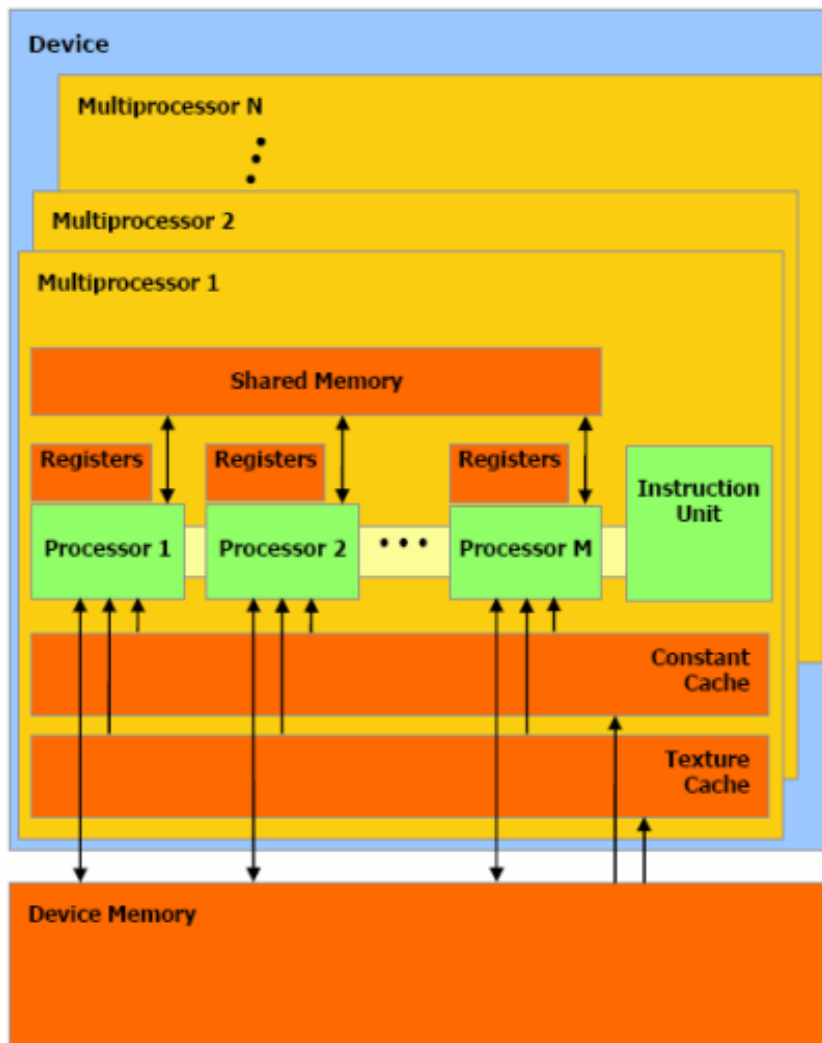 Device
Multiprocessor N
Multiprocessor 2
Multiprocessor 1
Shared Memory
Registers
Registers
Registers
Instruction
Unit
Processor 1
Processor 2
Processor M
Constant
Cache
Texture
Cache
Device Memory